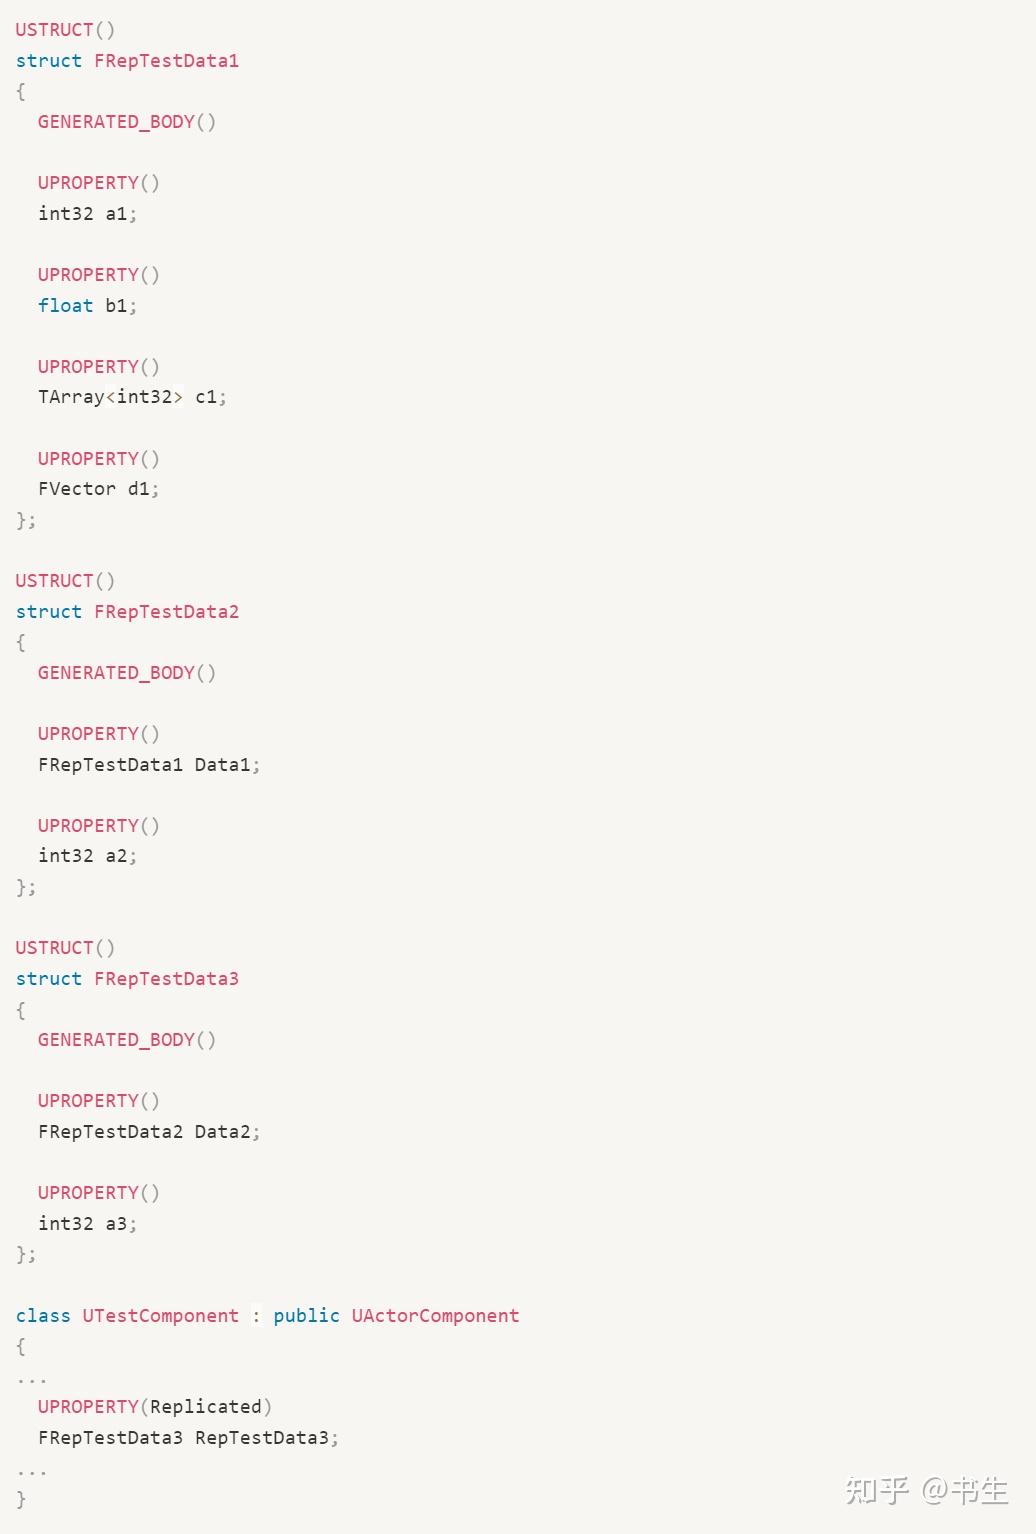 USTRUCT()
struct FRepTestData1
{
  GENERATED_BODY()

  UPROPERTY()
  int32 a1;

  UPROPERTY()
  float b1;

  UPROPERTY()
  TArray<int32> c1;

  UPROPERTY()
  FVector d1;
};

USTRUCT()
struct FRepTestData2
{
  GENERATED_BODY()

  UPROPERTY()
  FRepTestData1 Data1;

  UPROPERTY()
  int32 a2;
};

USTRUCT()
struct FRepTestData3
{
  GENERATED_BODY()

  UPROPERTY()
  FRepTestData2 Data2;

  UPROPERTY()
  int32 a3;
};

class UTestComponent : public UActorComponent
{
...
  UPROPERTY(Replicated)
  FRepTestData3 RepTestData3;
...
}
知乎 @书生